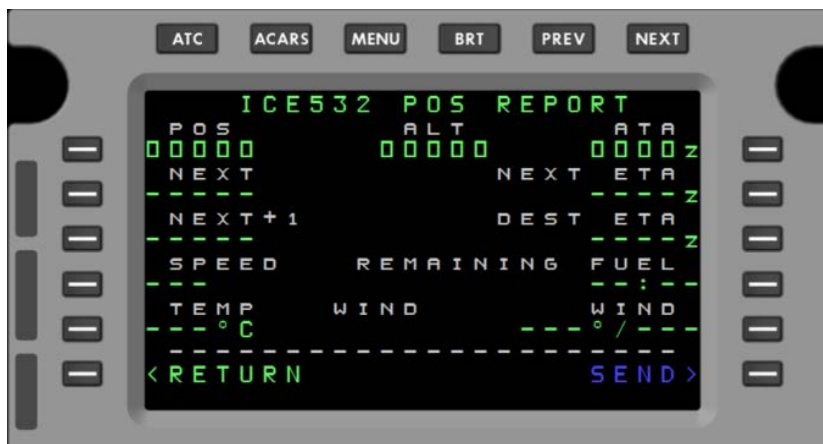 ATC ACARS MENU BRT PREV NEXT
ICE532 POS REPORT
POS ALT ATA
▯▯▯▯▯ ▯▯▯▯▯ ▯▯▯▯z
NEXT NEXT ETA
----- ----z
NEXT+1 DEST ETA
----- ----z
SPEED REMAINING FUEL
--- --:--
TEMP WIND WIND
---°C ---°/---
--------------------
<RETURN SEND>